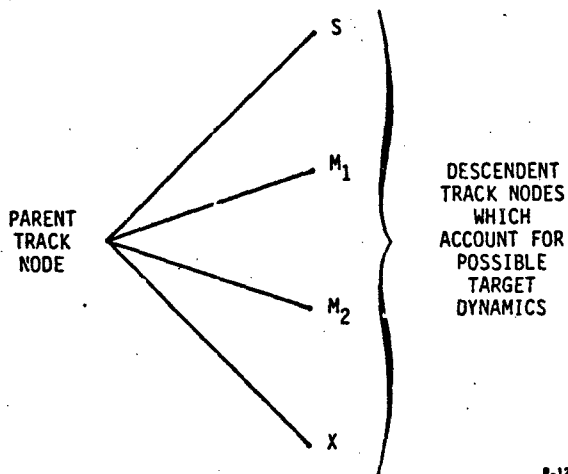 S
M1
PARENT
TRACK
NODE
M2
X
DESCENDENT
TRACK NODES
WHICH
ACCOUNT FOR
POSSIBLE
TARGET
DYNAMICS